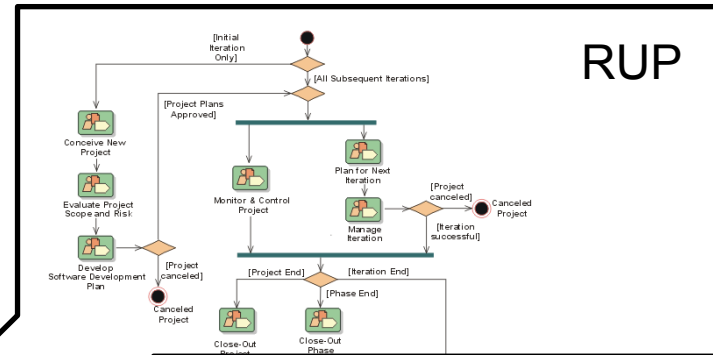 RUP
[Initial
Iteration
Only]
[All Subsequent Iterations]
[Project Plans
Approved]
Conceive New
Project
Plan for Next
Iteration
Evaluate Project
Scope and Risk
Monitor & Control
Project
[Project
canceled]
Canceled
Project
Manage
Iteration
[Iteration
successful]
Develop
Software Development
Plan
[Project
canceled]
Canceled
Project
[Project End]
[Iteration End]
[Phase End]
Close-Out
Project
Close-Out
Phase